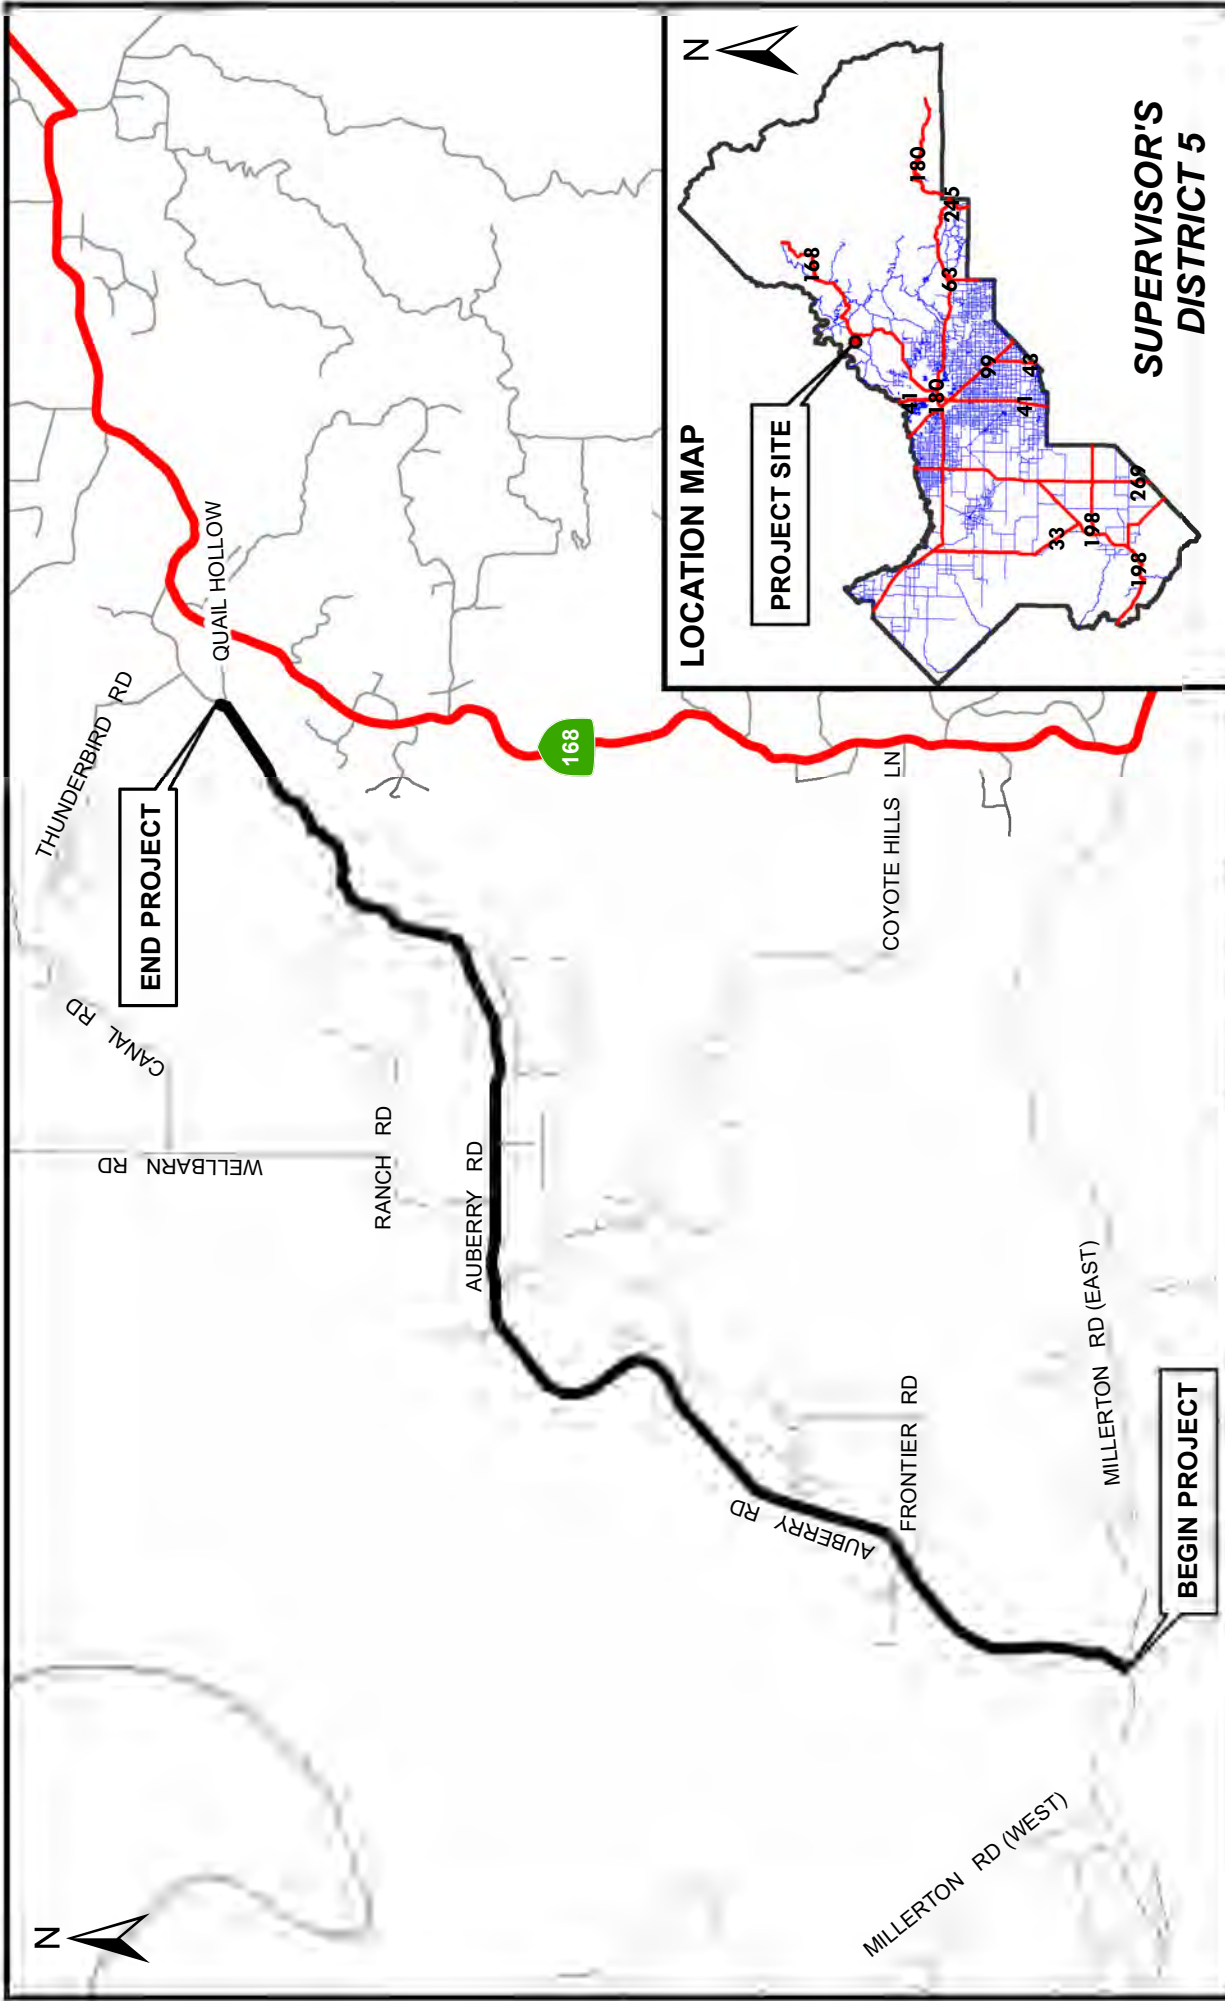 N
MILLERTON RD (WEST)
BEGIN PROJECT
MILLERTON RD (EAST)
FRONTIER RD
AUBERRY RD
AUBERRY RD
RANCH RD
WELLBARN RD
CANAL RD
END PROJECT
THUNDERBIRD RD
QUAIL HOLLOW
168
COYOTE HILLS LN
LOCATION MAP
N
PROJECT SITE
168
180
245
63
41
180
99
43
41
33
198
269
198
SUPERVISOR'S
DISTRICT 5